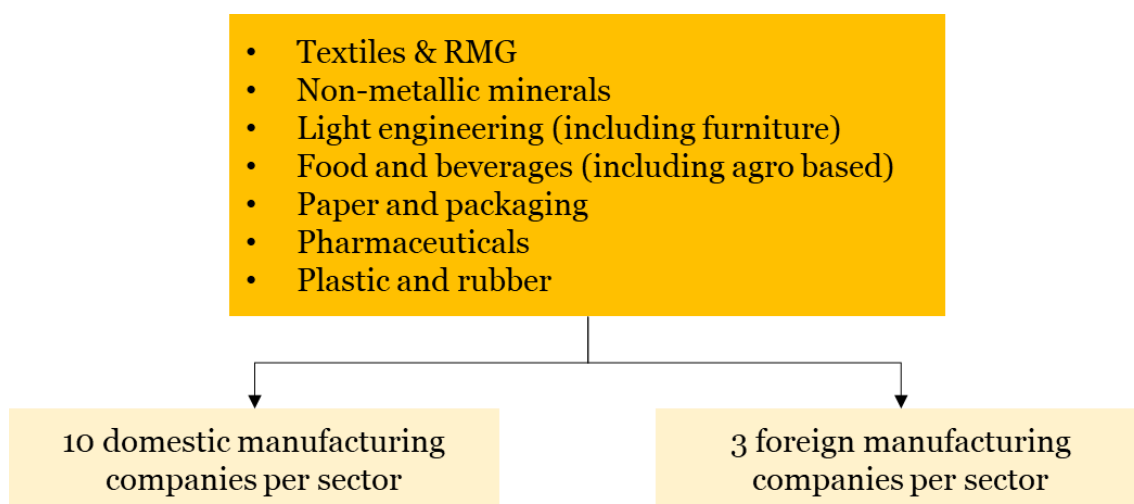 • Textiles & RMG
• Non-metallic minerals
• Light engineering (including furniture)
• Food and beverages (including agro based)
• Paper and packaging
• Pharmaceuticals
• Plastic and rubber
10 domestic manufacturing
companies per sector
3 foreign manufacturing
companies per sector